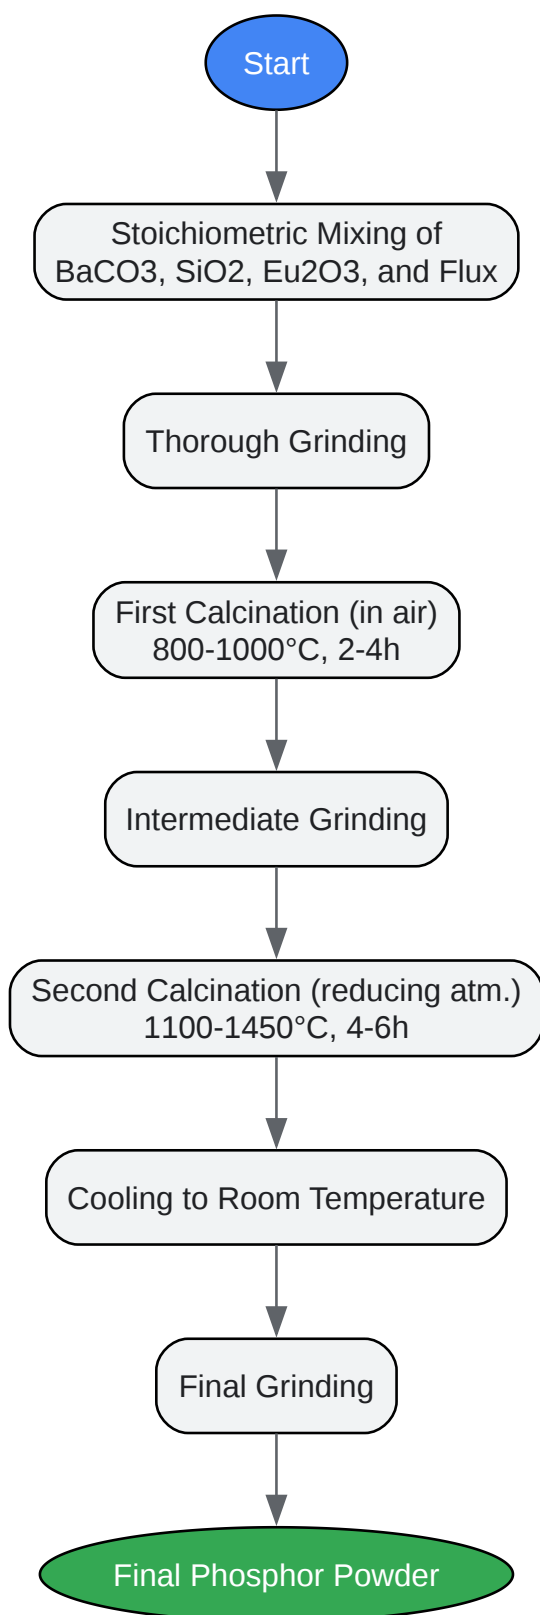 Start
Stoichiometric Mixing of
BaCO3, SiO2, Eu2O3, and Flux
Thorough Grinding
First Calcination (in air)
800-1000°C, 2-4h
Intermediate Grinding
Second Calcination (reducing atm.)
1100-1450°C, 4-6h
Cooling to Room Temperature
Final Grinding
Final Phosphor Powder